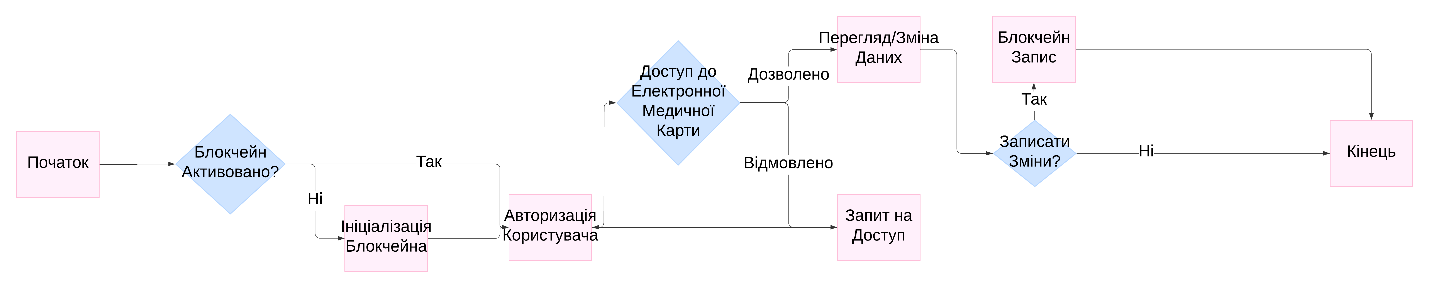 Початок
Блокчейн
Активовано?
Ні
Так
Ініціалізація
Блокчейна
Авторизація
Користувача
Доступ до
Електронної
Медичної
Карти
Дозволено
Відмовлено
Перегляд/Зміна
Даних
Запит на
Доступ
Блокчейн
Запис
Так
Записати
Зміни?
Ні
Кінець